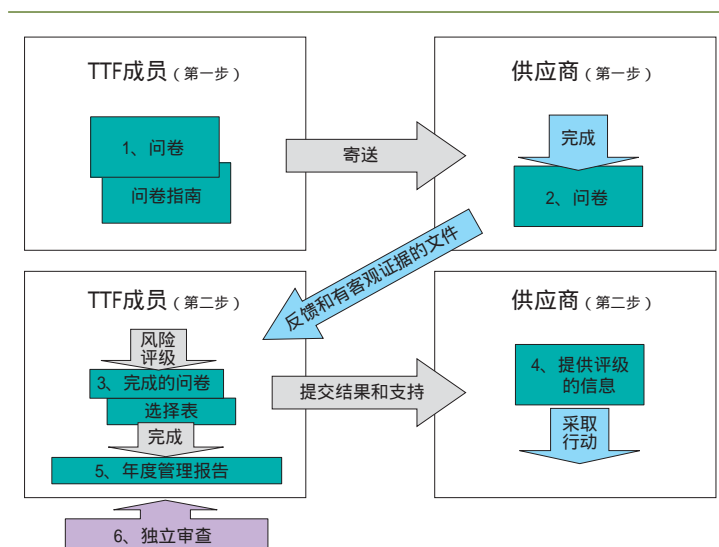 TTF成员(第一步)
1、问卷
问卷指南
寄送
供应商(第一步)
完成
2、问卷
反馈和有客观证据的文件
TTF成员(第二步)
风险
评级
3、完成的问卷
选择表
完成
5、年度管理报告
6、独立审查
提交结果和支持
供应商(第二步)
4、提供评级
的信息
采取
行动